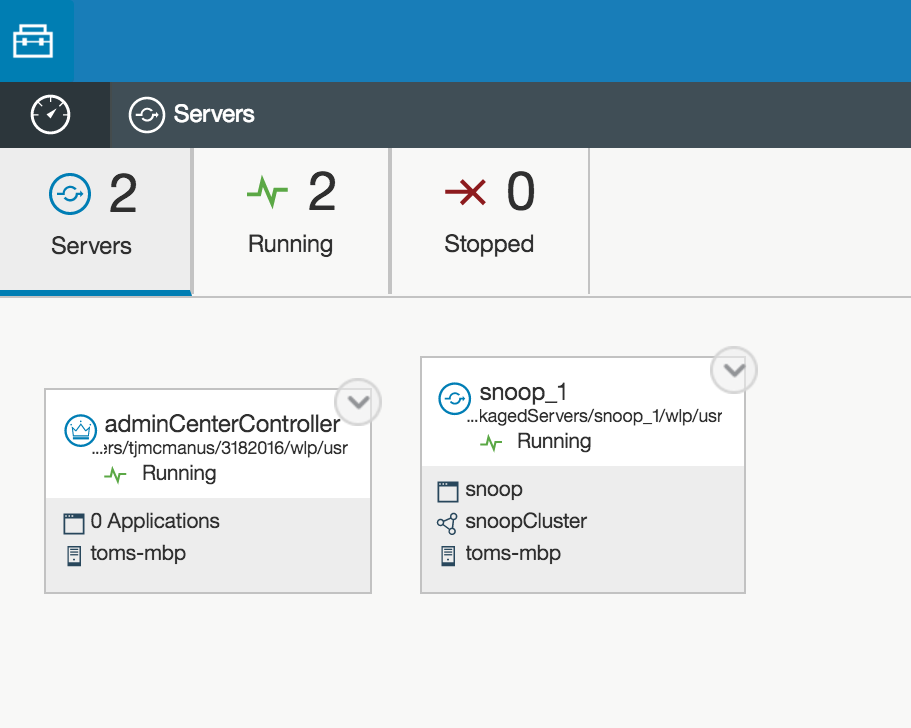 Servers
2
Servers
2
Running
0
Stopped
adminCenterController
...ers/tjmcmanus/3182016/wlp/usr
Running
0 Applications
toms-mbp
snoop_1
...kagedServers/snoop_1/wlp/usr
Running
snoop
snoopCluster
toms-mbp